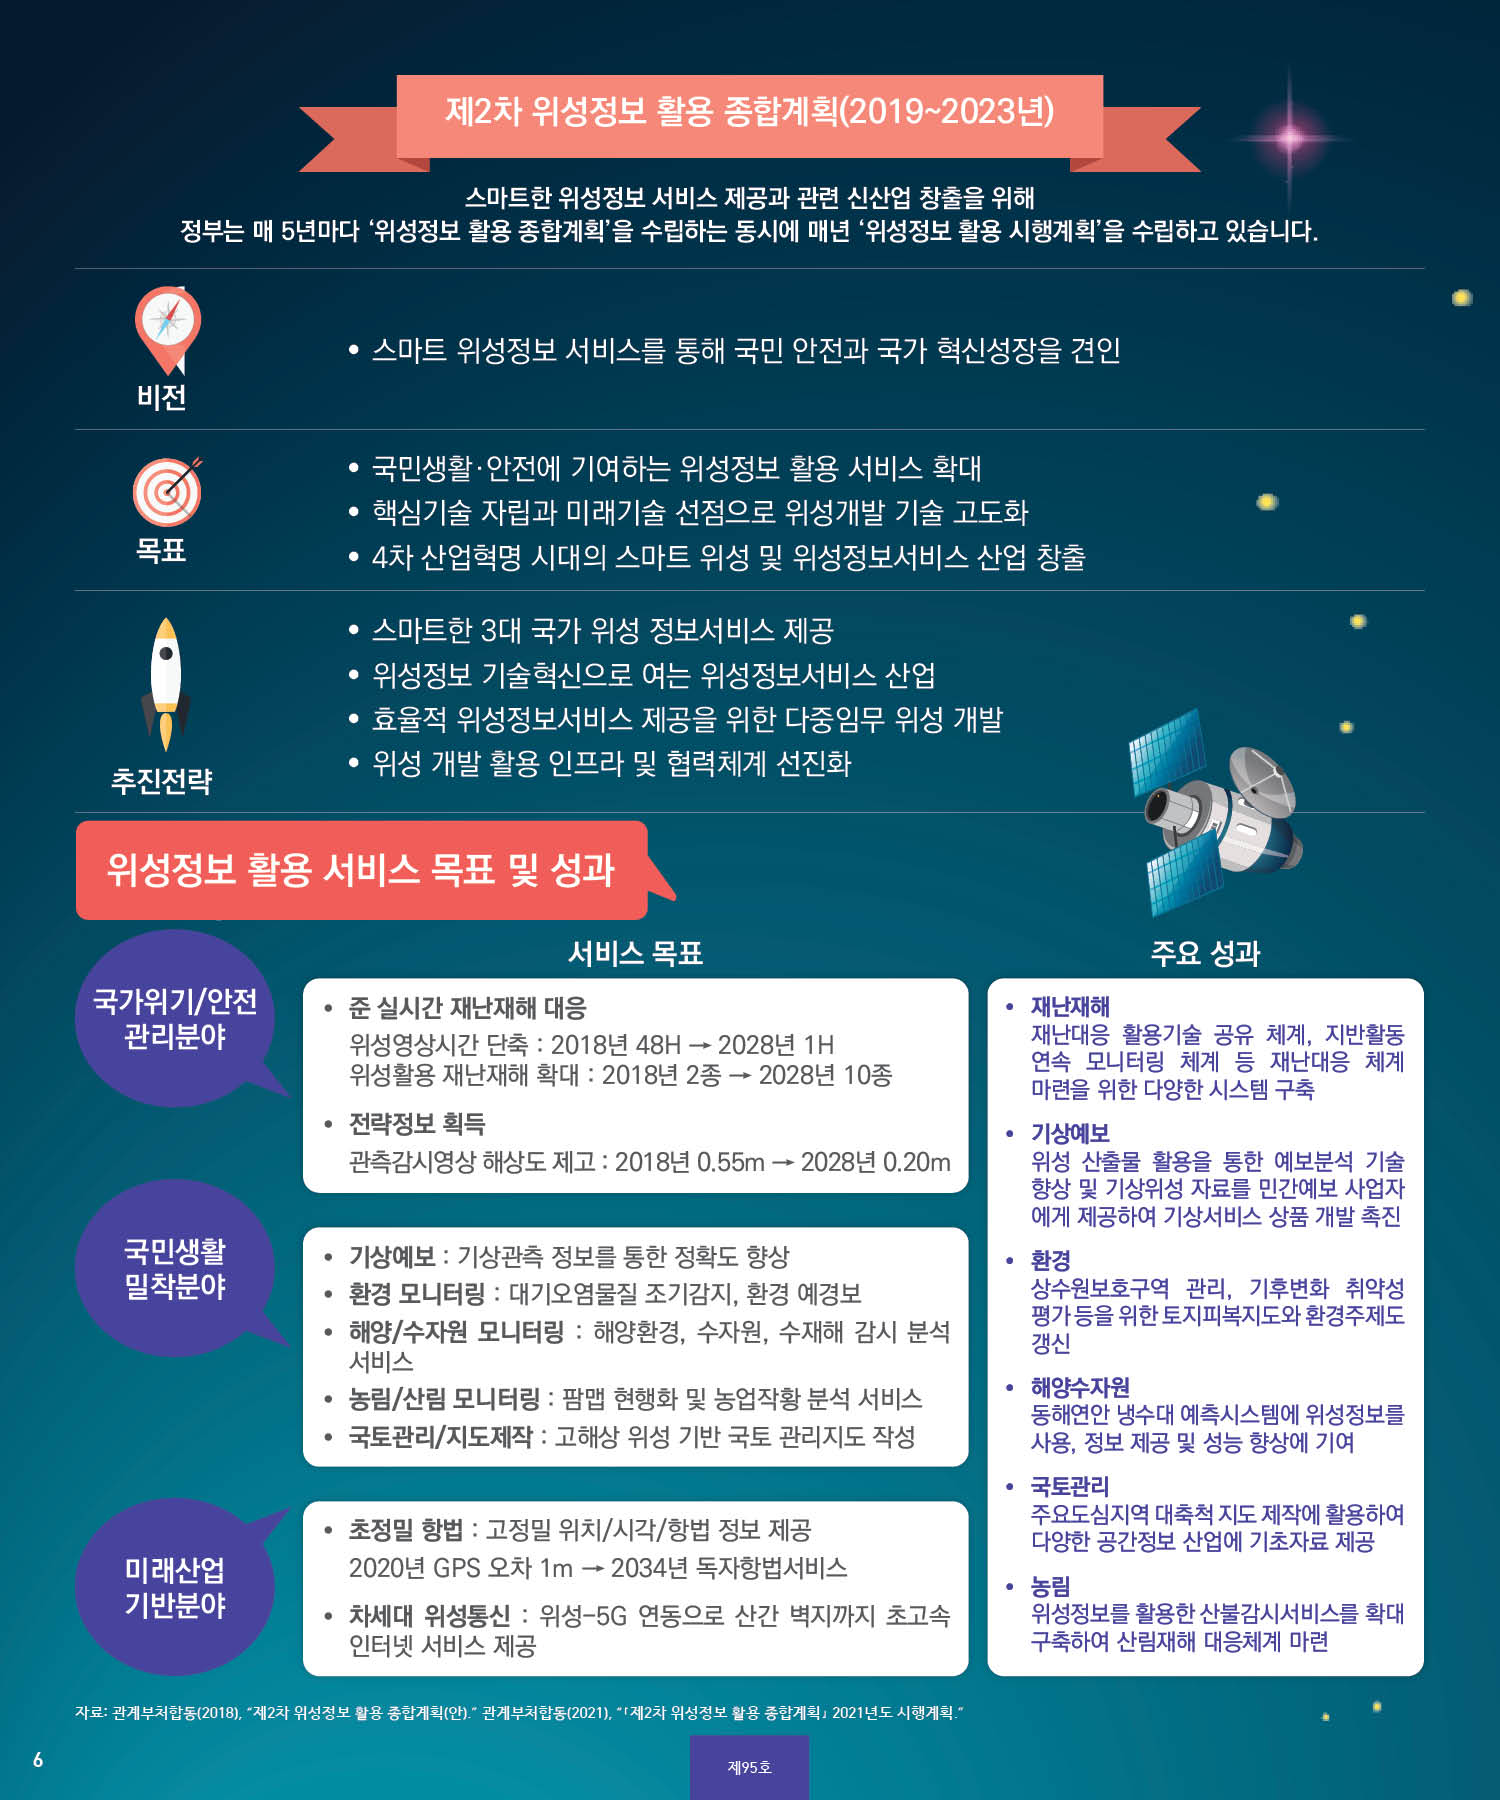 제2차 위성정보 활용 종합계획(2019~2023년)
스마트한 위성정보 서비스 제공과 관련 신산업 창출을 위해
정부는 매 5년마다 ‘위성정보 활용 종합계획’을 수립하는 동시에 매년 ‘위성정보 활용 시행계획’을 수립하고 있습니다.
비전
• 스마트 위성정보 서비스를 통해 국민 안전과 국가 혁신성장을 견인
목표
• 국민생활·안전에 기여하는 위성정보 활용 서비스 확대
• 핵심기술 자립과 미래기술 선점으로 위성개발 기술 고도화
• 4차 산업혁명 시대의 스마트 위성 및 위성정보서비스 산업 창출
추진전략
• 스마트한 3대 국가 위성 정보서비스 제공
• 위성정보 기술혁신으로 여는 위성정보서비스 산업
• 효율적 위성정보서비스 제공을 위한 다중임무 위성 개발
• 위성 개발 활용 인프라 및 협력체계 선진화
위성정보 활용 서비스 목표 및 성과
서비스 목표
국가위기/안전
관리분야
• 준 실시간 재난재해 대응
위성영상시간 단축 : 2018년 48H → 2028년 1H
위성활용 재난재해 확대 : 2018년 2종 → 2028년 10종
• 전략정보 획득
관측감시영상 해상도 제고 : 2018년 0.55m → 2028년 0.20m
국민생활
밀착분야
• 기상예보 : 기상관측 정보를 통한 정확도 향상
• 환경 모니터링 : 대기오염물질 조기감지, 환경 예경보
• 해양/수자원 모니터링 : 해양환경, 수자원, 수재해 감시 분석
서비스
• 농림/산림 모니터링 : 팜맵 현행화 및 농업작황 분석 서비스
• 국토관리/지도제작 : 고해상 위성 기반 국토 관리지도 작성
미래산업
기반분야
• 초정밀 항법 : 고정밀 위치/시각/항법 정보 제공
2020년 GPS 오차 1m → 2034년 독자항법서비스
• 차세대 위성통신 : 위성-5G 연동으로 산간 벽지까지 초고속
인터넷 서비스 제공
주요 성과
• 재난재해
재난대응 활용기술 공유 체계, 지반활동
연속 모니터링 체계 등 재난대응 체계
마련을 위한 다양한 시스템 구축
• 기상예보
위성 산출물 활용을 통한 예보분석 기술
향상 및 기상위성 자료를 민간예보 사업자
에게 제공하여 기상서비스 상품 개발 촉진
• 환경
상수원보호구역 관리, 기후변화 취약성
평가 등을 위한 토지피복지도와 환경주제도
갱신
• 해양수자원
동해연안 냉수대 예측시스템에 위성정보를
사용, 정보 제공 및 성능 향상에 기여
• 국토관리
주요도심지역 대축척 지도 제작에 활용하여
다양한 공간정보 산업에 기초자료 제공
• 농림
위성정보를 활용한 산불감시서비스를 확대
구축하여 산림재해 대응체계 마련
자료: 관계부처합동(2018), “제2차 위성정보 활용 종합계획(안).” 관계부처합동(2021), “「제2차 위성정보 활용 종합계획」 2021년도 시행계획.”
6
제95호